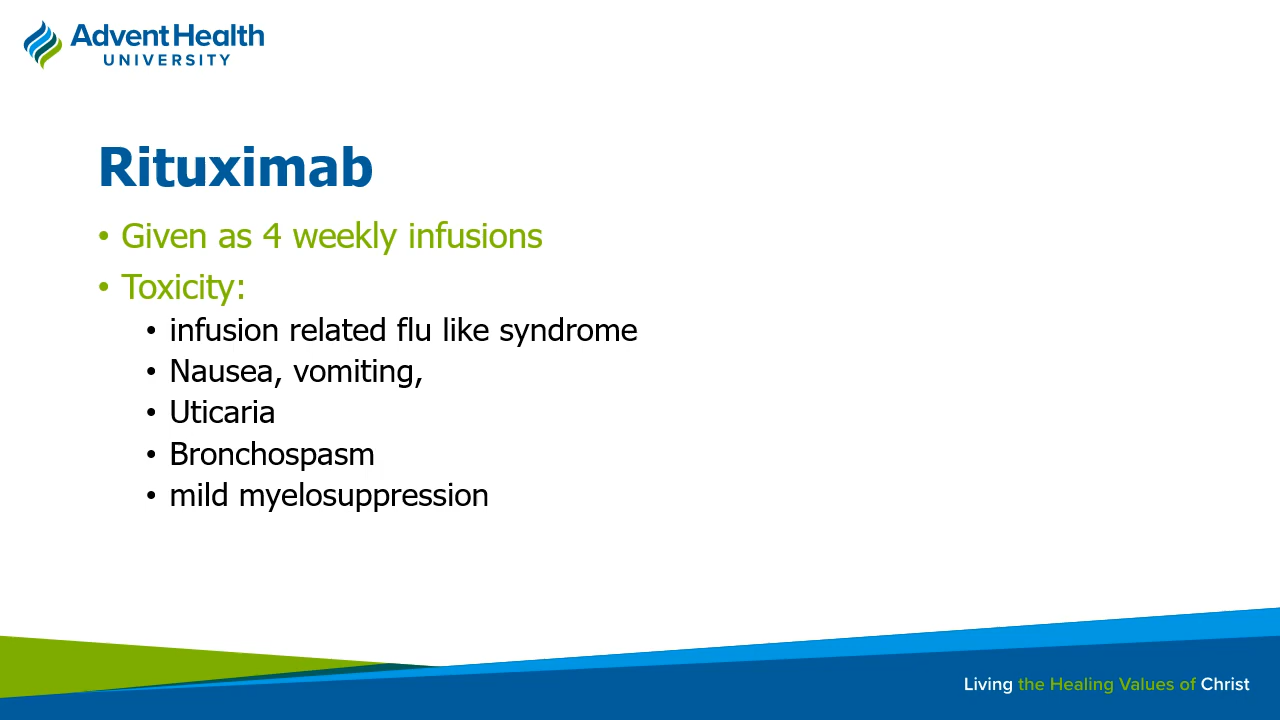 AdventHealth
UNIVERSITY
Rituximab
• Given as 4 weekly infusions
• Toxicity:
• infusion related flu like syndrome
• Nausea, vomiting,
• Uticaria
• Bronchospasm
• mild myelosuppression
Living the Healing Values of Christ